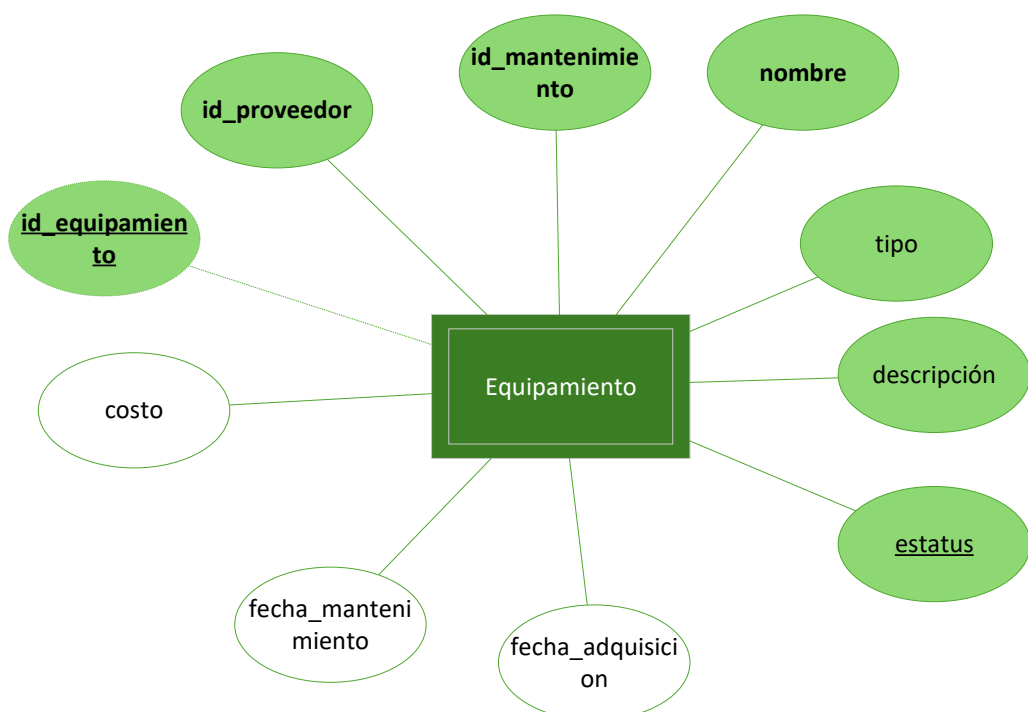 id_mantenimie
nto
nombre
id_proveedor
id_equipamien
to
tipo
descripción
Equipamiento
costo
estatus
fecha_manteni
miento
fecha_adquisici
on